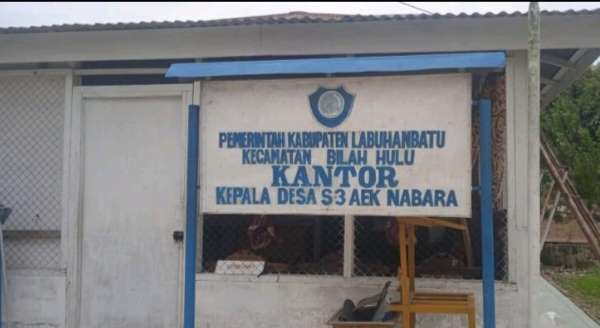 PEMERINTAH KABUPATEN LABUHANBATU
KECAMATAN BILAH HULU
KANTOR
KEPALA DESA S-3 AEK NABARA